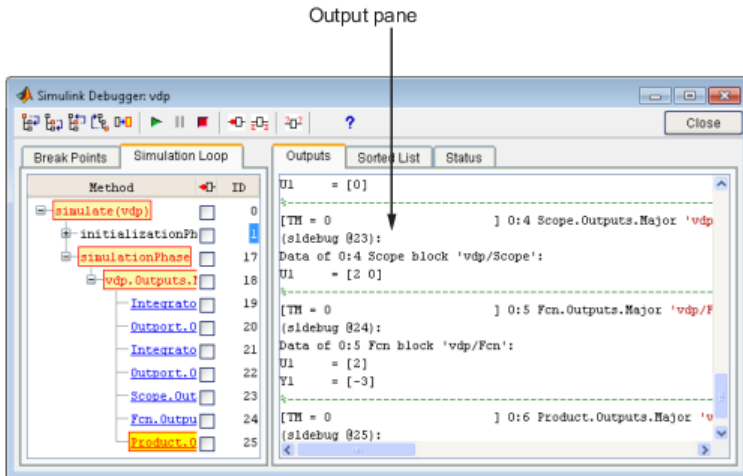 Output pane
Simulink Debugger: vdp
Close
Break Points
Simulation Loop
Method
ID
simulate(vdp)
0
initializationPh
1
simulationPhase
17
vdp.Outputs.M
18
Integrato
19
Outport.O
20
Integrato
21
Outport.O
22
Scope.Out
23
Fcn.Outpu
24
Product.O
25
Outputs
Sorted List
Status
U1 = [0]
%----------------------------------------------------------------
[TM = 0 ] 0:4 Scope.Outputs.Major 'vdp
(sldebug @23):
Data of 0:4 Scope block 'vdp/Scope':
U1 = [2 0]
%----------------------------------------------------------------
[TM = 0 ] 0:5 Fcn.Outputs.Major 'vdp/F
(sldebug @24):
Data of 0:5 Fcn block 'vdp/Fcn':
U1 = [2]
Y1 = [-3]
%----------------------------------------------------------------
[TM = 0 ] 0:6 Product.Outputs.Major 'v
(sldebug @25):